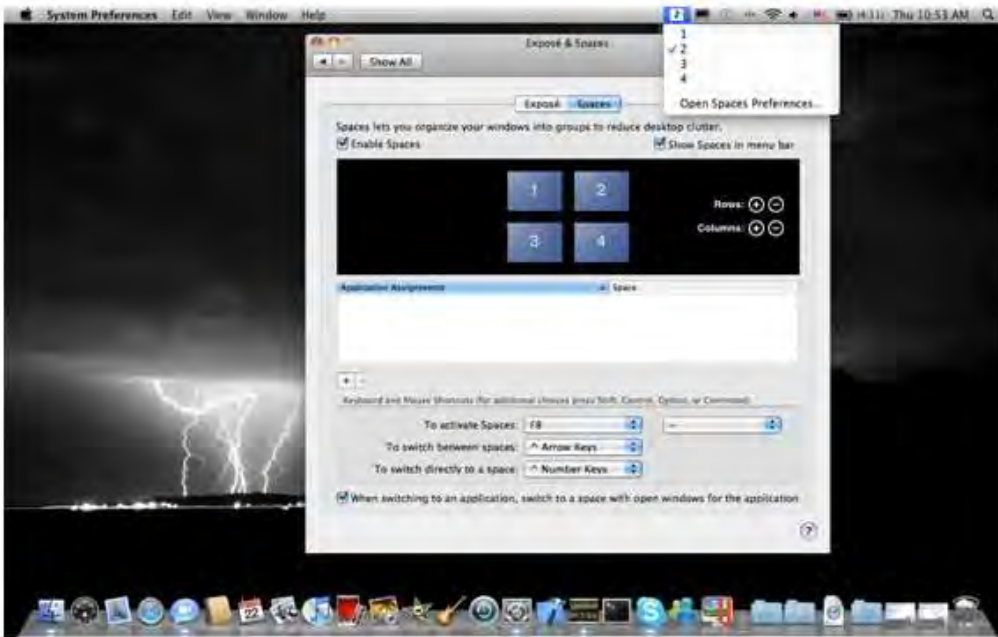 System Preferences Edit View Window Help
2 (4:31) Thu 10:53 AM
1
✓ 2
3
4
Open Spaces Preferences...
Exposé & Spaces
Show All
Exposé Spaces
Spaces lets you organize your windows into groups to reduce desktop clutter.
Enable Spaces Show Spaces in menu bar
1 2
3 4
Rows:
Columns:
Application Assignments Space
Keyboard and Mouse Shortcuts (for additional choices press Shift, Control, Option, or Command)
To activate Spaces: F8 –
To switch between spaces: ^ Arrow Keys
To switch directly to a space: ^ Number Keys
When switching to an application, switch to a space with open windows for the application
?
22